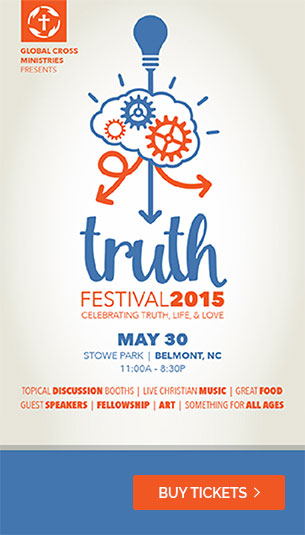 GLOBAL CROSS
MINISTRIES
PRESENTS
truth
FESTIVAL2015
CELEBRATING TRUTH, LIFE, & LOVE
MAY 30
STOWE PARK | BELMONT, NC
11:00A - 8:30P
TOPICAL DISCUSSION BOOTHS | LIVE CHRISTIAN MUSIC | GREAT FOOD
GUEST SPEAKERS | FELLOWSHIP | ART | SOMETHING FOR ALL AGES
BUY TICKETS >